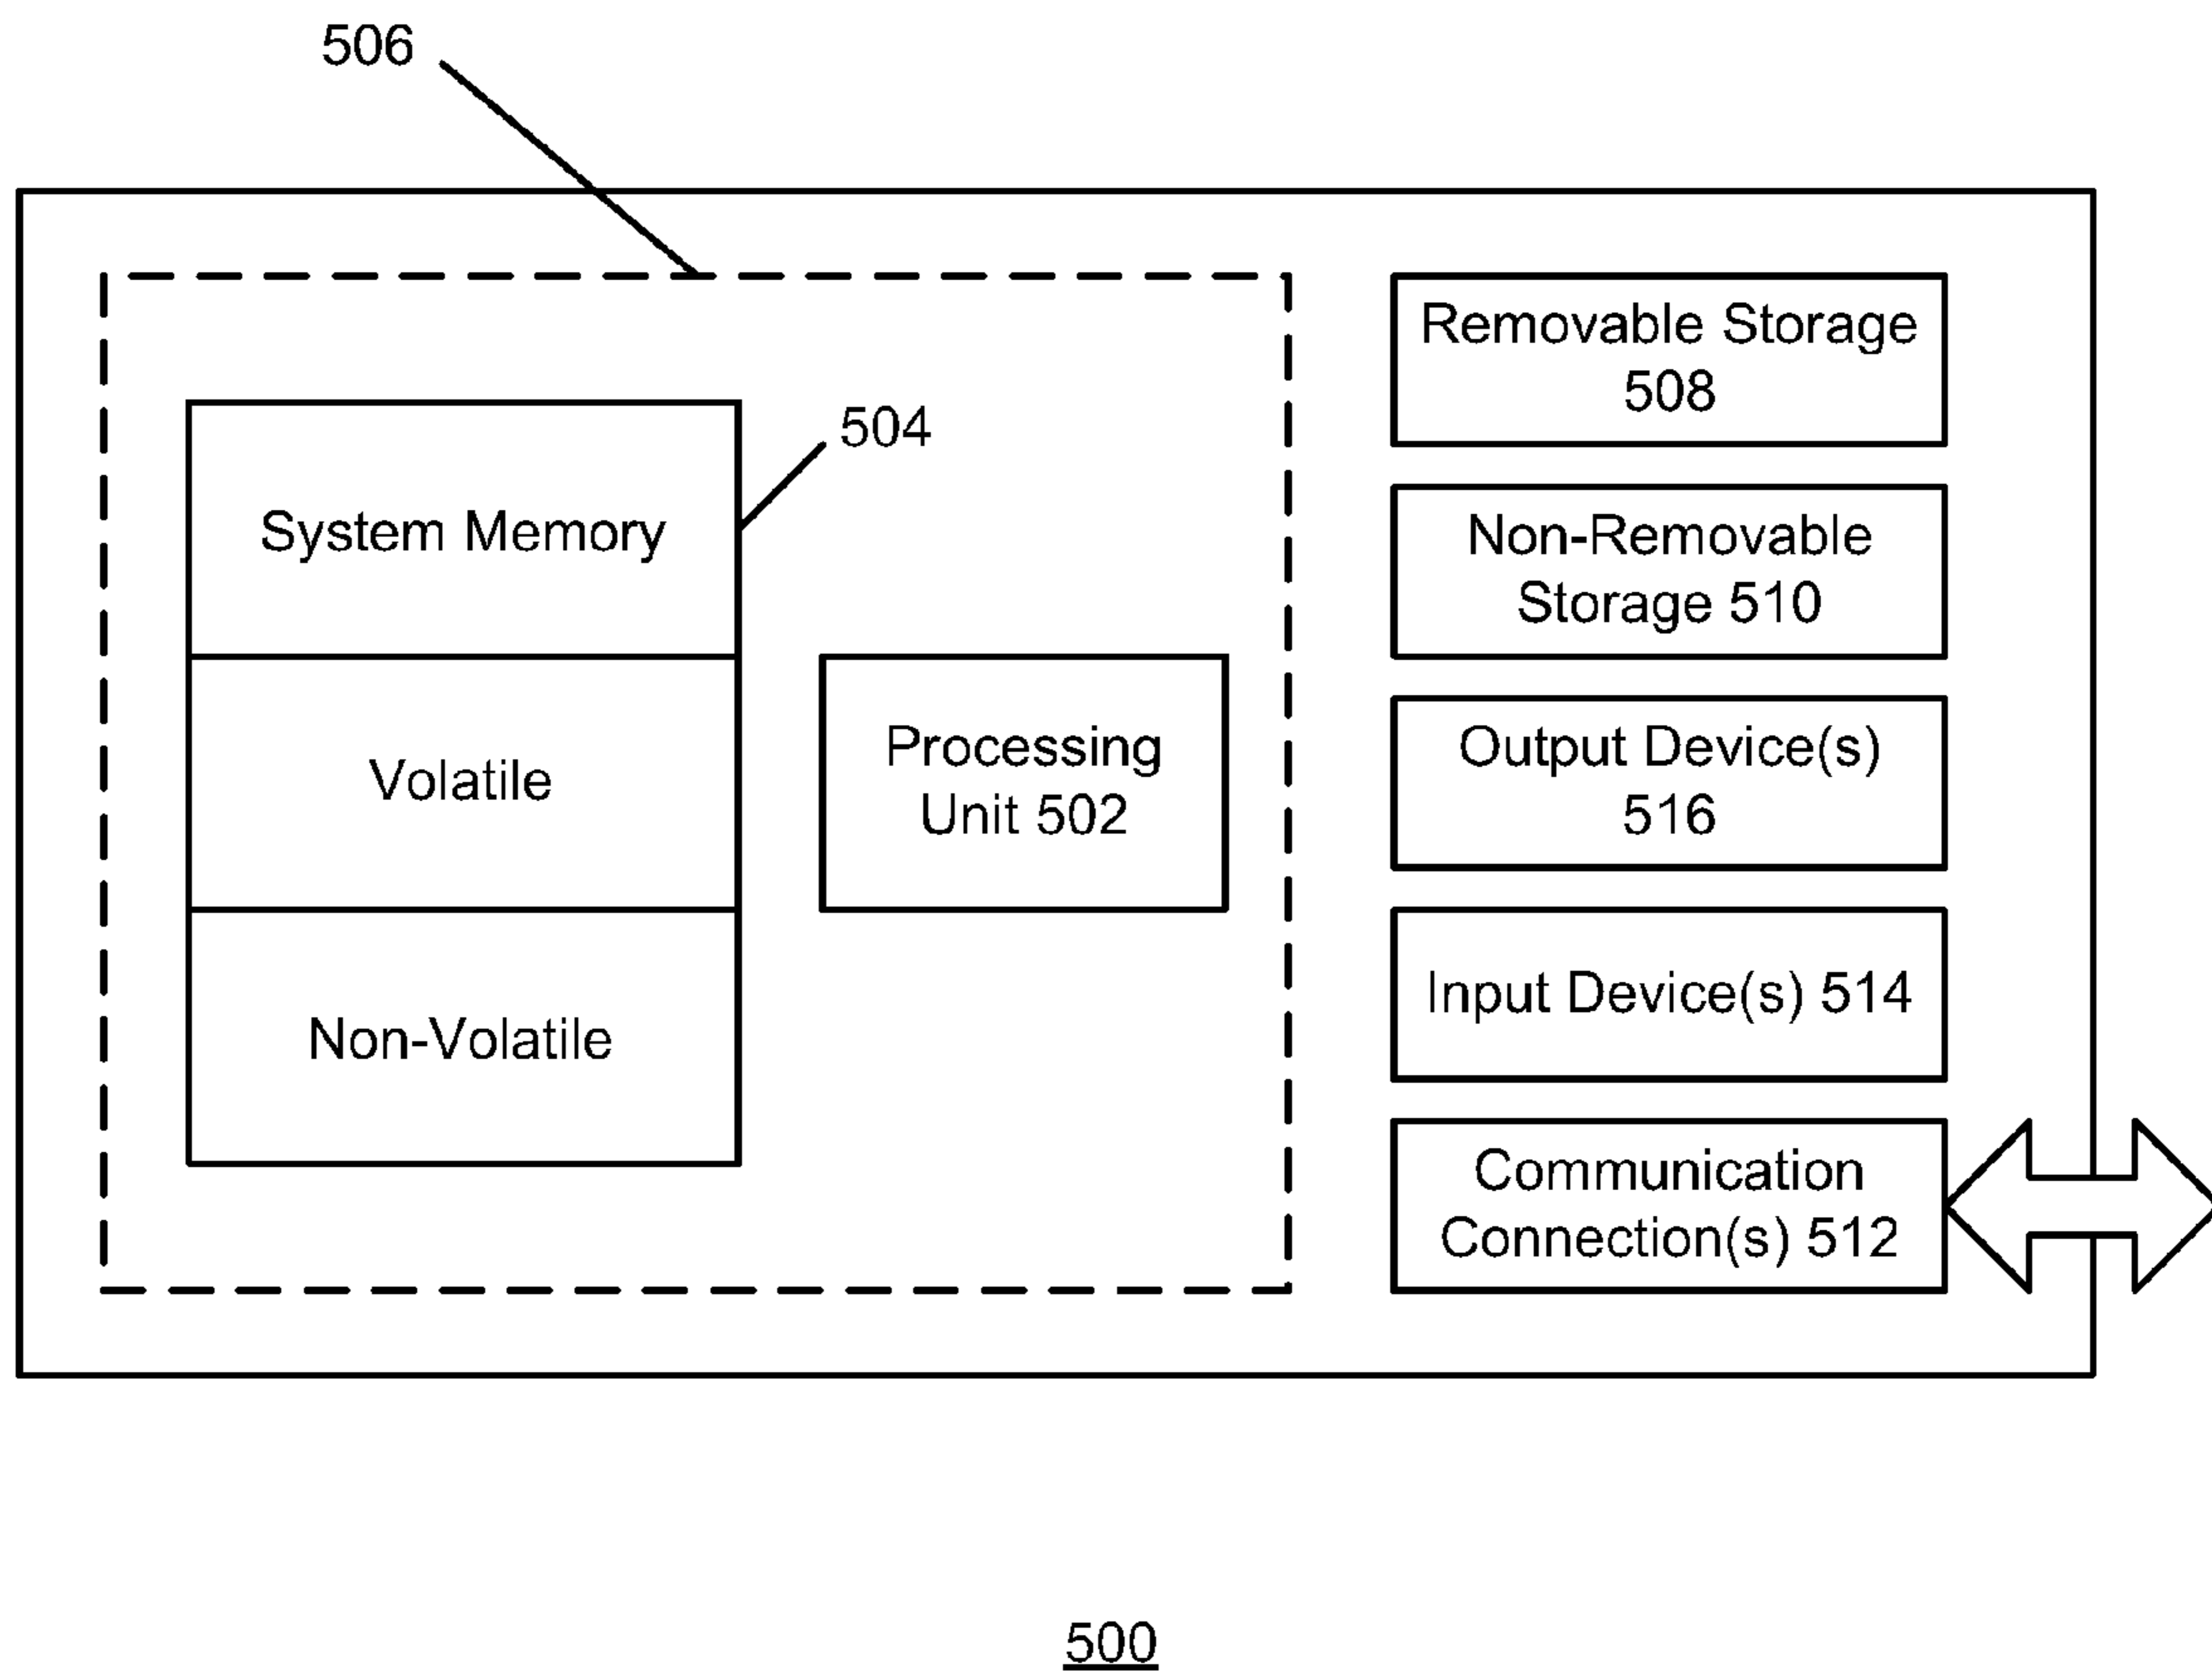 506
504
System Memory
Volatile
Non-Volatile
Processing
Unit 502
Removable Storage
508
Non-Removable
Storage 510
Output Device(s)
516
Input Device(s) 514
Communication
Connection(s) 512
500